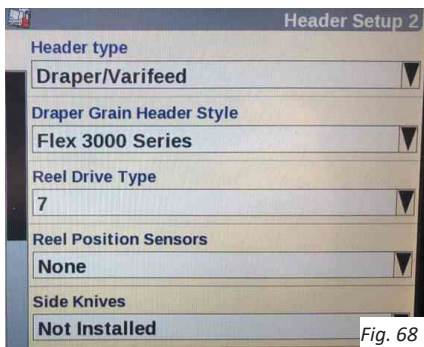 Header Setup 2
Header type
Draper/Varifeed
Draper Grain Header Style
Flex 3000 Series
Reel Drive Type
7
Reel Position Sensors
None
Side Knives
Not Installed
Fig. 68